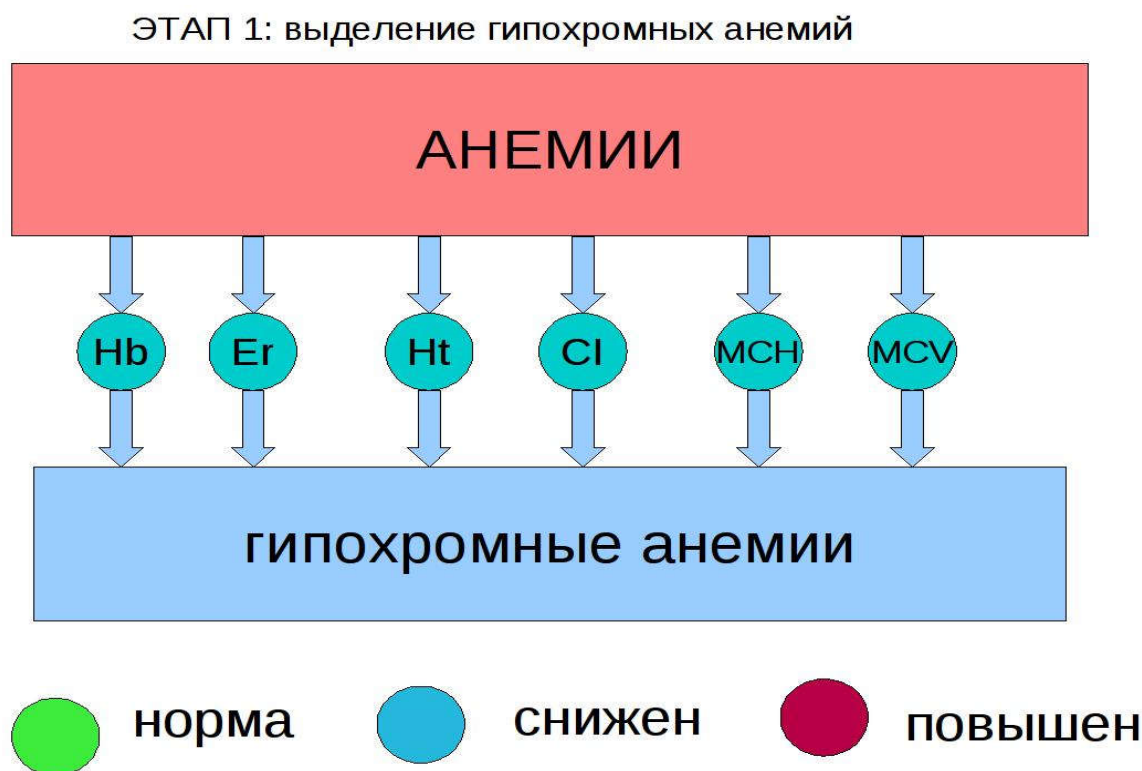 ЭТАП 1: выделение гипохромных анемий
АНЕМИИ
Hb Er Ht CI MCH MCV
гипохромные анемии
норма снижен повышен